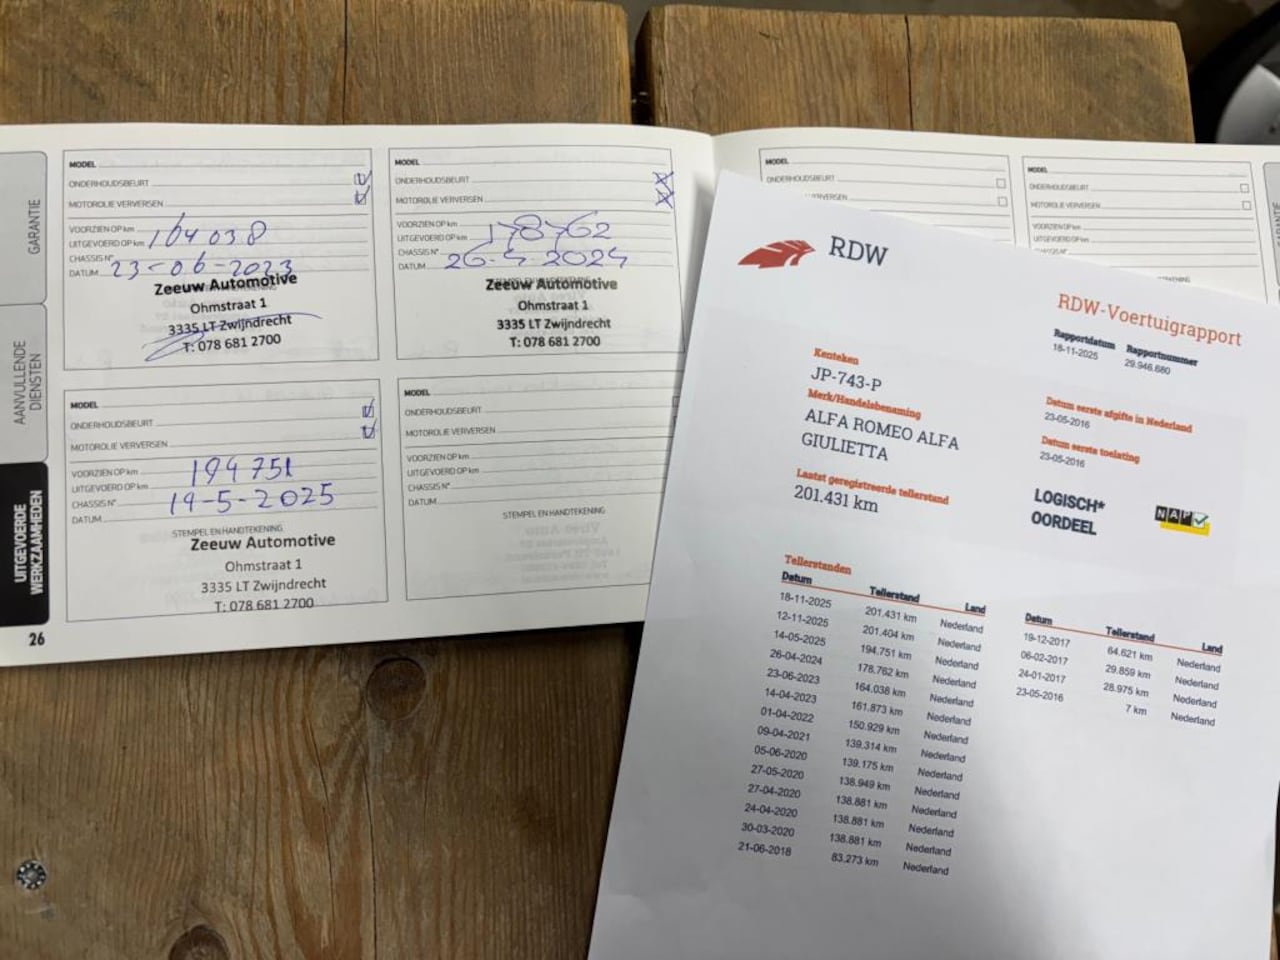 GARANTIE
AANVULLENDE
DIENSTEN
UITGEVOERDE
WERKZAAMHEDEN
MODEL
ONDERHOUDSBEURT
MOTOROLIE VERVERSEN
VOORZIEN OP km
UITGEVOERD OP km 164038
CHASSIS N°
DATUM 23-06-2023
Zeeuw Automotive
Ohmstraat 1
3335 LT Zwijndrecht
T: 078 681 2700
MODEL
ONDERHOUDSBEURT
MOTOROLIE VERVERSEN
VOORZIEN OP km
UITGEVOERD OP km 178762
CHASSIS N°
DATUM 26-4-2024
Zeeuw Automotive
Ohmstraat 1
3335 LT Zwijndrecht
T: 078 681 2700
MODEL
ONDERHOUDSBEURT
MOTOROLIE VERVERSEN
VOORZIEN OP km
UITGEVOERD OP km 194751
CHASSIS N°
DATUM 19-5-2025
STEMPEL EN HANDTEKENING
Zeeuw Automotive
Ohmstraat 1
3335 LT Zwijndrecht
T: 078 681 2700
MODEL
ONDERHOUDSBEURT
MOTOROLIE VERVERSEN
VOORZIEN OP km
UITGEVOERD OP km
CHASSIS N°
DATUM
STEMPEL EN HANDTEKENING
26
MODEL
ONDERHOUDSBEURT
MODEL
ONDERHOUDSBEURT
MOTOROLIE VERVERSEN
VOORZIEN OP km
UITGEVOERD OP km
RDW
RDW-Voertuigrapport
Rapportdatum Rapportnummer
18-11-2025 29.946.680
Kenteken
JP-743-P
Merk/Handelsbenaming
ALFA ROMEO ALFA
GIULIETTA
Laatst geregistreerde tellerstand
201.431 km
Datum eerste afgifte in Nederland
23-05-2016
Datum eerste toelating
23-05-2016
LOGISCH*
OORDEEL
NAP
Tellerstanden
Datum Tellerstand Land
18-11-2025 201.431 km Nederland
12-11-2025 201.404 km Nederland
14-05-2025 194.751 km Nederland
26-04-2024 178.762 km Nederland
23-06-2023 164.038 km Nederland
14-04-2023 161.873 km Nederland
01-04-2022 150.929 km Nederland
09-04-2021 139.314 km Nederland
05-06-2020 139.175 km Nederland
27-05-2020 138.949 km Nederland
27-04-2020 138.881 km Nederland
24-04-2020 138.881 km Nederland
30-03-2020 138.881 km Nederland
21-06-2018 83.273 km Nederland
Datum Tellerstand Land
19-12-2017 64.621 km Nederland
06-02-2017 29.859 km Nederland
24-01-2017 28.975 km Nederland
23-05-2016 7 km Nederland